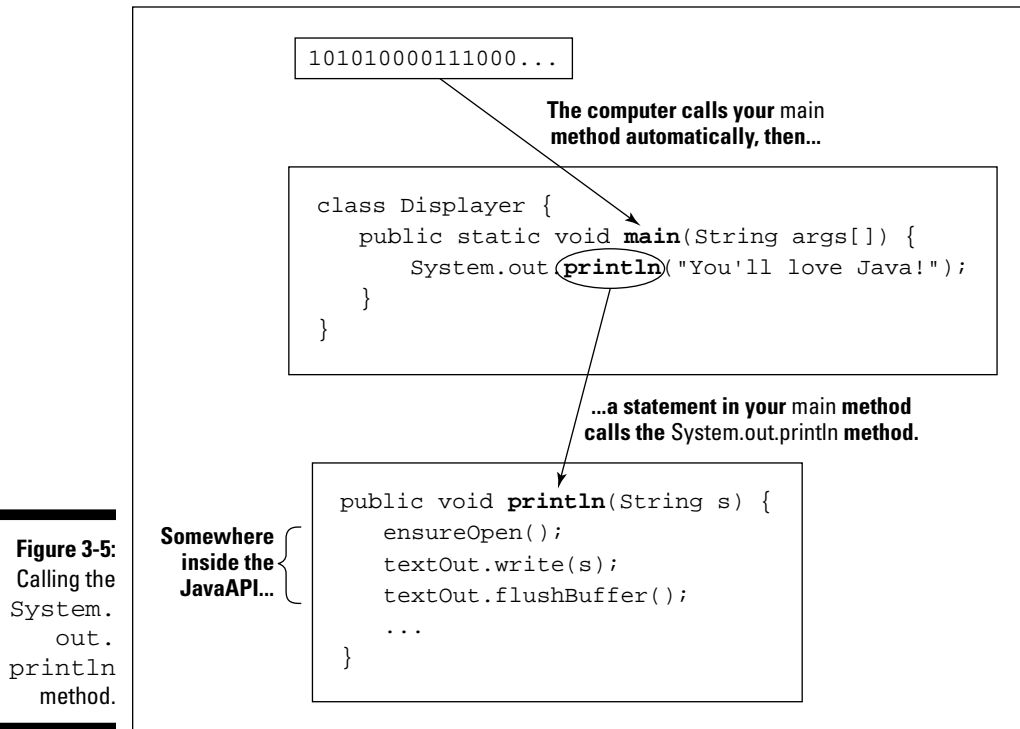 101010000111000...
The computer calls your main
method automatically, then...
class Displayer {
public static void main(String args[]) {
System.out.println("You'll love Java!");
}
}
...a statement in your main method
calls the System.out.println method.
public void println(String s) {
ensureOpen();
textOut.write(s);
textOut.flushBuffer();
...
}
Somewhere
inside the
JavaAPI...
Figure 3-5:
Calling the
System.
out.
println
method.